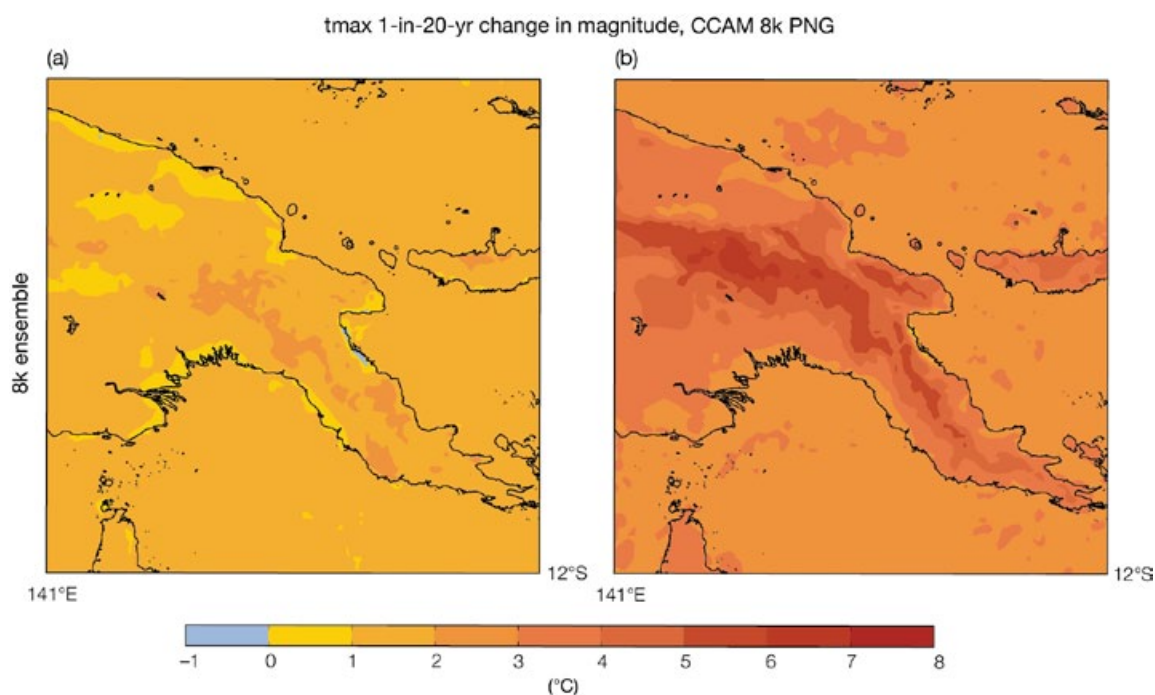 tmax 1-in-20-yr change in magnitude, CCAM 8k PNG
(a) (b)
8k ensemble
12°S 12°S
141°E 141°E
–1 0 1 2 3 4 5 6 7 8
(°C)